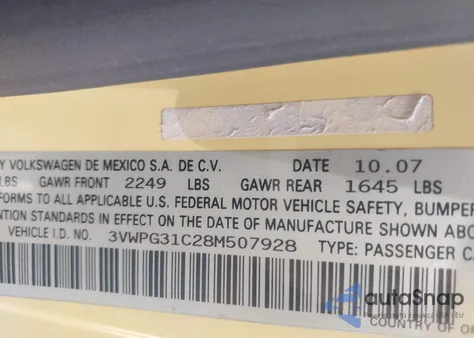 Y VOLKSWAGEN DE MEXICO S.A. DE C.V. DATE 10.07
LBS GAWR FRONT 2249 LBS GAWR REAR 1645 LBS
FORMS TO ALL APPLICABLE U.S. FEDERAL MOTOR VEHICLE SAFETY, BUMPER
ENTION STANDARDS IN EFFECT ON THE DATE OF MANUFACTURE SHOWN ABO
VEHICLE I.D. NO. 3VWPG31C28M507928 TYPE: PASSENGER C
autoSnap
COUNTRY OF O